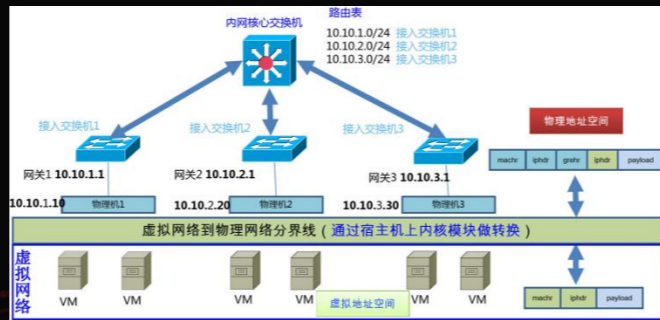 路由表
内网核心交换机
10.10.1.0/24 接入交换机1
10.10.2.0/24 接入交换机2
10.10.3.0/24 接入交换机3
物理地址空间
接入交换机1
接入交换机2
接入交换机3
machr iphdr grehr iphdr payload
网关1 10.10.1.1
网关2 10.10.2.1
网关3 10.10.3.1
10.10.1.10 物理机1
10.10.2.20 物理机2
10.10.3.30 物理机3
虚拟网络到物理网络分界线（通过宿主机上内核模块做转换）
虚拟网络
VM VM VM VM VM VM
虚拟地址空间
machr iphdr payload